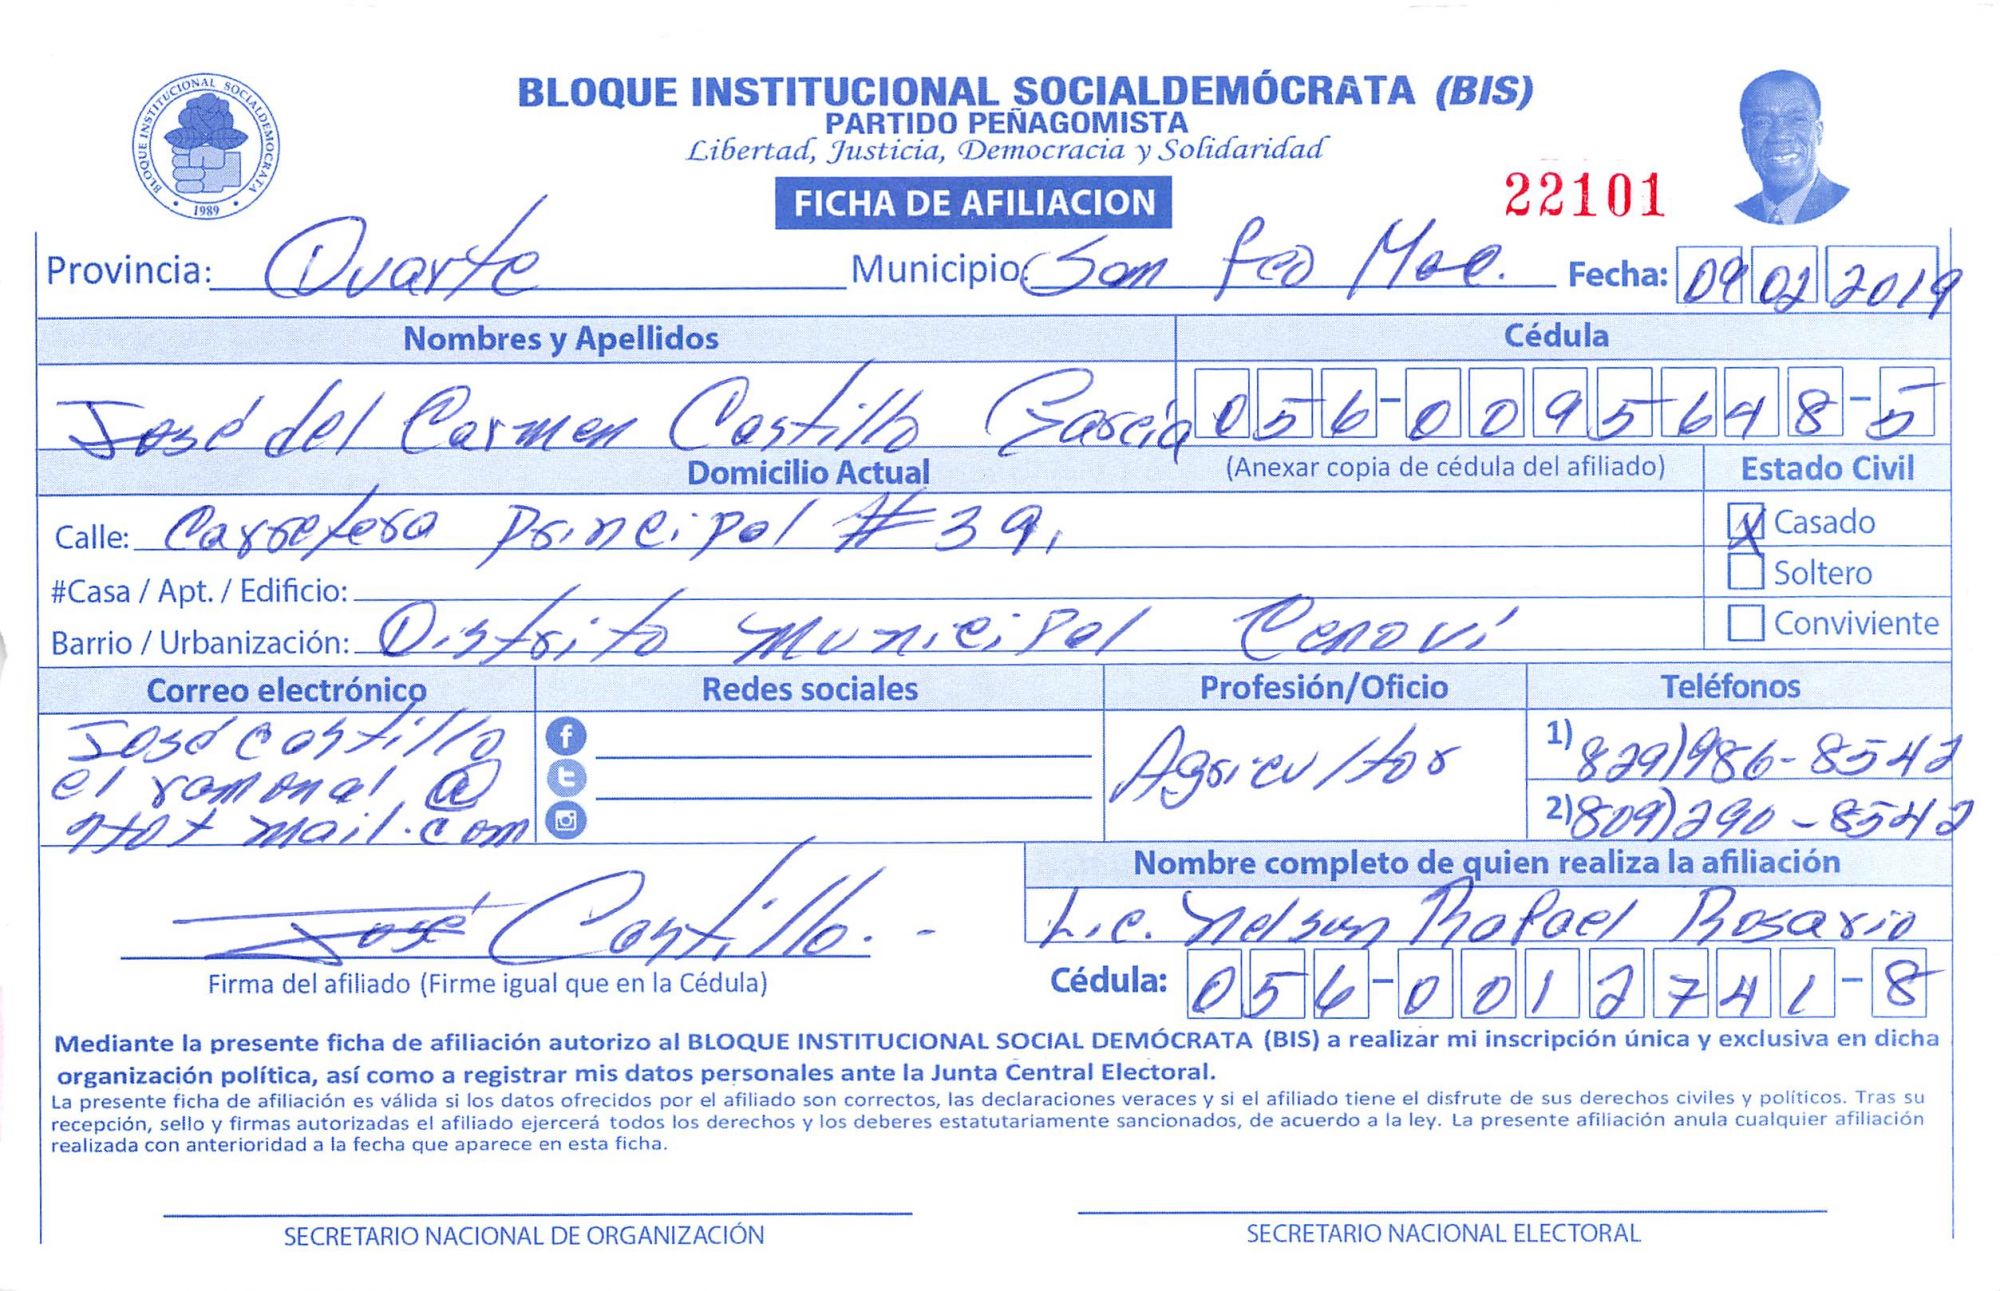 BLOQUE INSTITUCIONAL SOCIALDEMOCRATA
1989
BLOQUE INSTITUCIONAL SOCIALDEMÓCRATA (BIS)
PARTIDO PEÑAGOMISTA
Libertad, Justicia, Democracia y Solidaridad
FICHA DE AFILIACION
22101
Provincia: Duarte Municipio: San Fco Mac. Fecha: 09 02 2019
Nombres y Apellidos Cédula
José del Carmen Castillo García 056-0095648-5
Domicilio Actual (Anexar copia de cédula del afiliado) Estado Civil
Calle: Carretera Principal # 39. X Casado
#Casa / Apt. / Edificio: Soltero
Barrio / Urbanización: Distrito Municipal Cenoví Conviviente
Correo electrónico Redes sociales Profesión/Oficio Teléfonos
José castillo Agricultor 1) 829)986-8542
el ramonal @ 2) 809)290-8542
Hotmail.com
Nombre completo de quien realiza la afiliación
José Castillo. - Lic. Nelson Rafael Rosario
Firma del afiliado (Firme igual que en la Cédula) Cédula: 056-0012741-8
Mediante la presente ficha de afiliación autorizo al BLOQUE INSTITUCIONAL SOCIAL DEMÓCRATA (BIS) a realizar mi inscripción única y exclusiva en dicha
organización política, así como a registrar mis datos personales ante la Junta Central Electoral.
La presente ficha de afiliación es válida si los datos ofrecidos por el afiliado son correctos, las declaraciones veraces y si el afiliado tiene el disfrute de sus derechos civiles y políticos. Tras su
recepción, sello y firmas autorizadas el afiliado ejercerá todos los derechos y los deberes estatutariamente sancionados, de acuerdo a la ley. La presente afiliación anula cualquier afiliación
realizada con anterioridad a la fecha que aparece en esta ficha.
SECRETARIO NACIONAL DE ORGANIZACIÓN SECRETARIO NACIONAL ELECTORAL